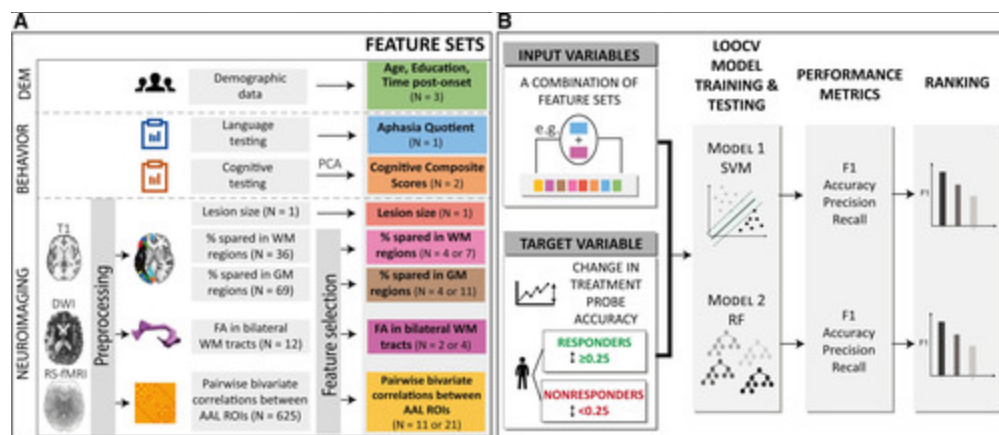 A
FEATURE SETS
DEM
Demographic
data
Age, Education,
Time post-onset
(N = 3)
BEHAVIOR
Language
testing
Aphasia Quotient
(N = 1)
Cognitive
testing
PCA
Cognitive Composite
Scores (N = 2)
NEUROIMAGING
T1
DWI
RS-fMRI
Preprocessing
Lesion size (N = 1)
Lesion size (N = 1)
% spared in WM
regions (N = 36)
% spared in WM
regions (N = 4 or 7)
% spared in GM
regions (N = 69)
% spared in GM
regions (N = 4 or 11)
FA in bilateral
WM tracts (N = 12)
FA in bilateral WM
tracts (N = 2 or 4)
Pairwise bivariate
correlations between
AAL ROIs (N = 625)
Feature selection
Pairwise bivariate
correlations between
AAL ROIs
(N = 11 or 21)
B
INPUT VARIABLES
A COMBINATION OF
FEATURE SETS
e.g.
+
TARGET VARIABLE
CHANGE IN
TREATMENT
PROBE
ACCURACY
RESPONDERS
↕ ≥0.25
NONRESPONDERS
↕ <0.25
LOOCV
MODEL
TRAINING &
TESTING
MODEL 1
SVM
MODEL 2
RF
PERFORMANCE
METRICS
F1
Accuracy
Precision
Recall
F1
Accuracy
Precision
Recall
RANKING
F1
F1